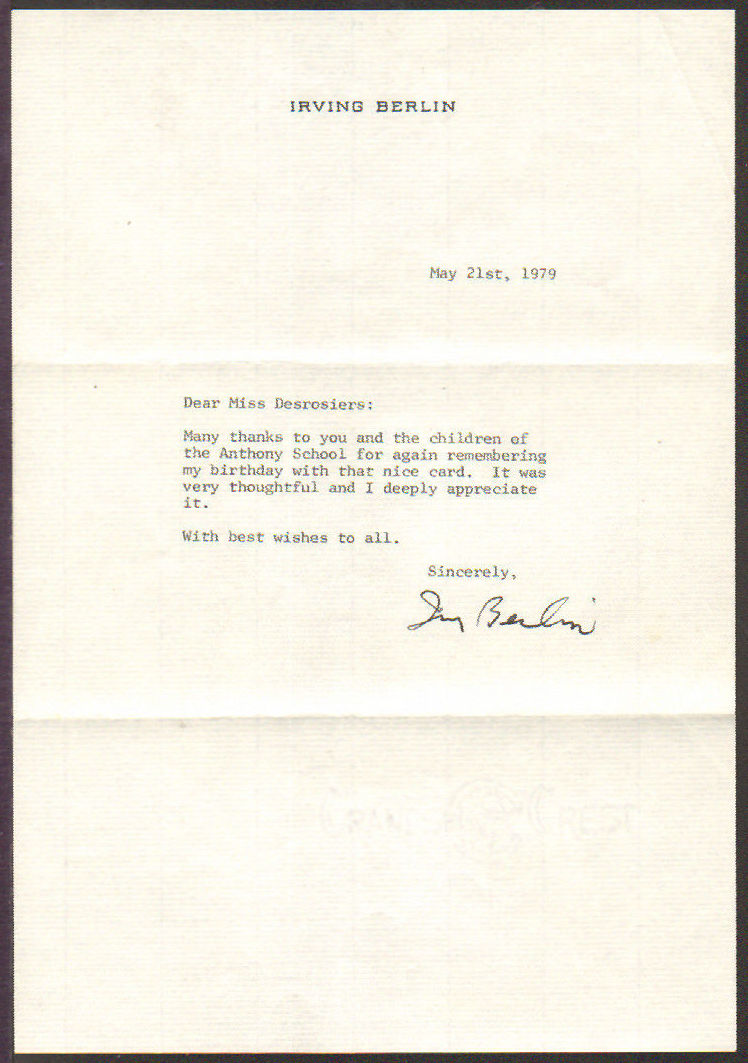 IRVING BERLIN
May 21st, 1979
Dear Miss Desrosiers:
Many thanks to you and the children of
the Anthony School for again remembering
my birthday with that nice card.  It was
very thoughtful and I deeply appreciate
it.
With best wishes to all.
Sincerely,
Irving Berlin